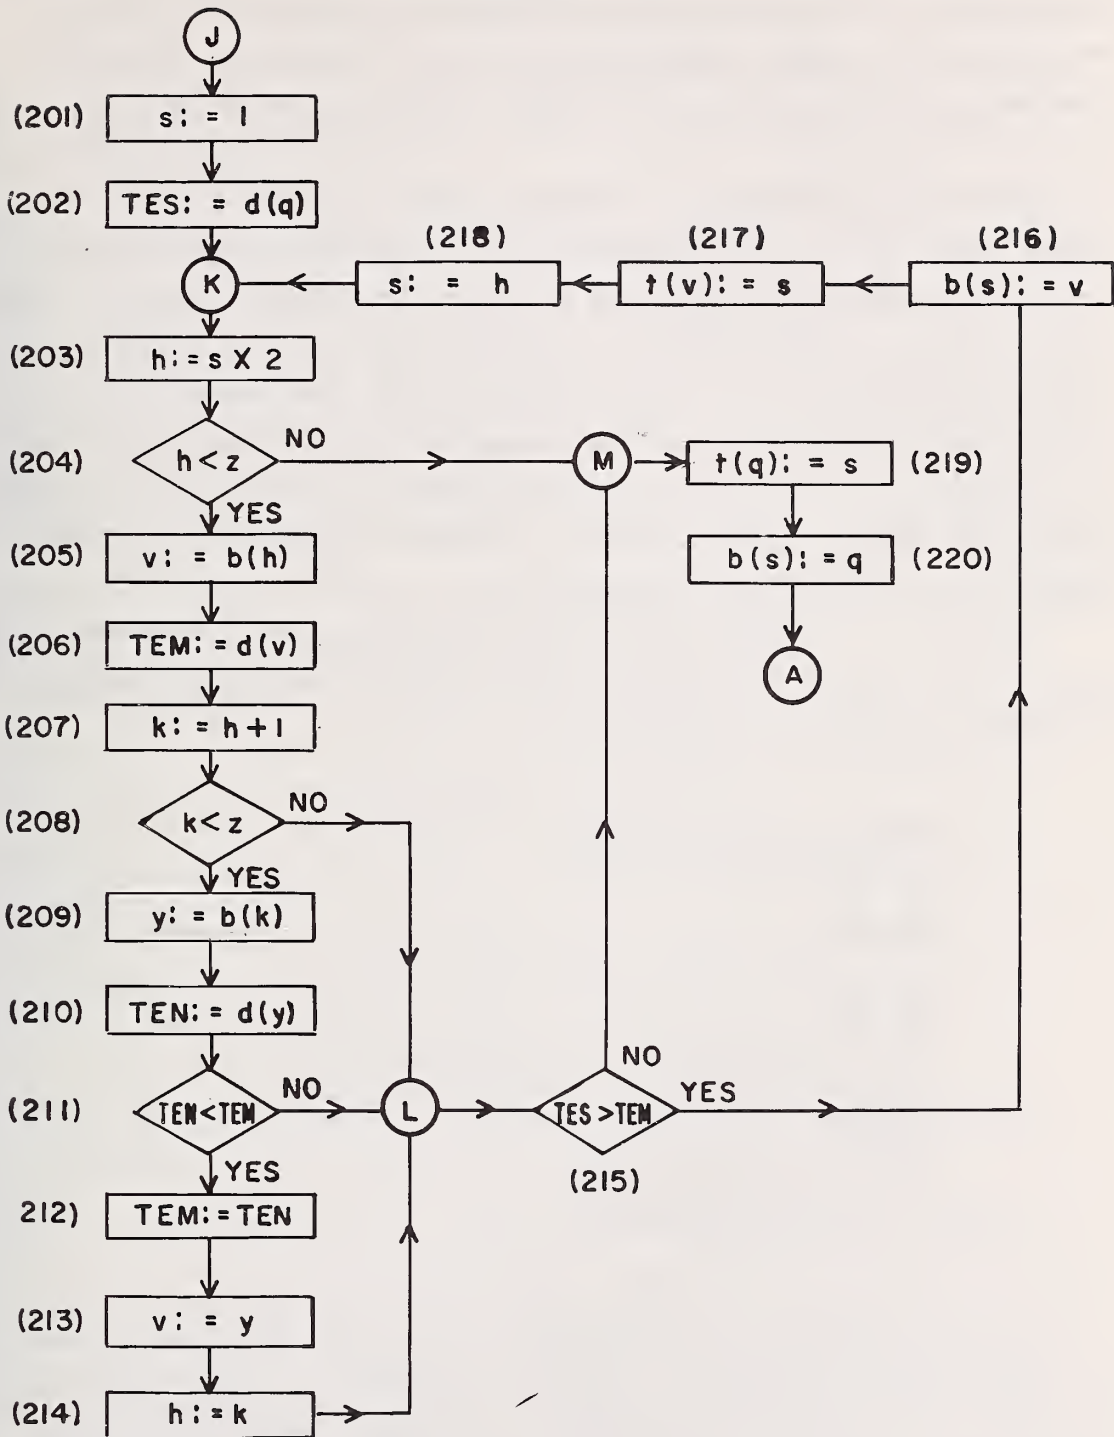 J
(201) s: = 1
(202) TES: = d(q)
(218) (217) (216)
K s: = h t(v): = s b(s): = v
(203) h: = s X 2
(204) h < z NO M t(q): = s (219)
YES
(205) v: = b(h) b(s): = q (220)
(206) TEM: = d(v) A
(207) k: = h + 1
(208) k < z NO
YES
(209) y: = b(k)
(210) TEN: = d(y)
NO
(211) TEN < TEM NO L TES > TEM YES
YES (215)
212) TEM: = TEN
(213) v: = y
(214) h: = k